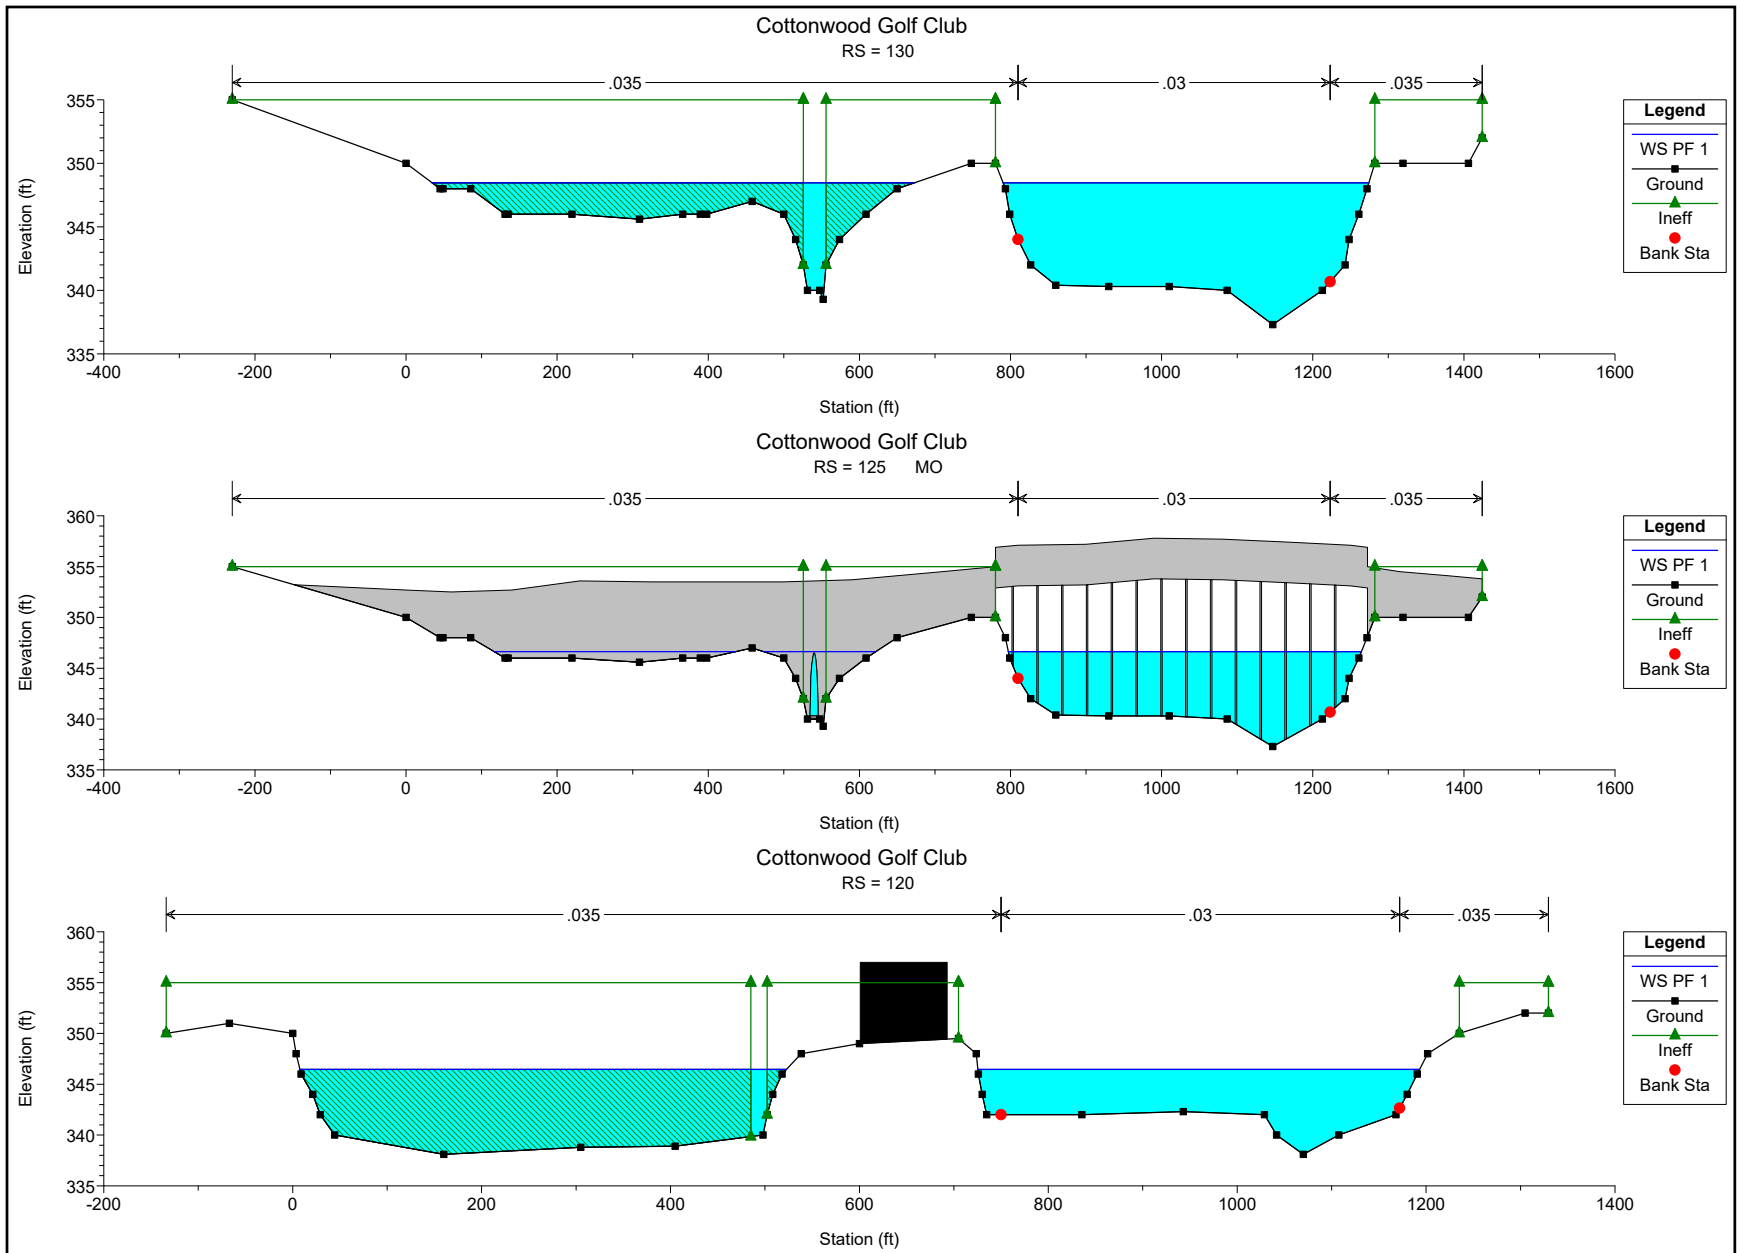 Cottonwood Golf Club
RS = 130
.035
.03
.035
355
350
345
340
335
Elevation (ft)
-400
-200
0
200
400
600
800
1000
1200
1400
1600
Station (ft)
Legend
WS PF 1
Ground
Ineff
Bank Sta
Cottonwood Golf Club
RS = 125 MO
.035
.03
.035
360
355
350
345
340
335
Elevation (ft)
-400
-200
0
200
400
600
800
1000
1200
1400
1600
Station (ft)
Legend
WS PF 1
Ground
Ineff
Bank Sta
Cottonwood Golf Club
RS = 120
.035
.03
.035
360
355
350
345
340
335
Elevation (ft)
-200
0
200
400
600
800
1000
1200
1400
Station (ft)
Legend
WS PF 1
Ground
Ineff
Bank Sta